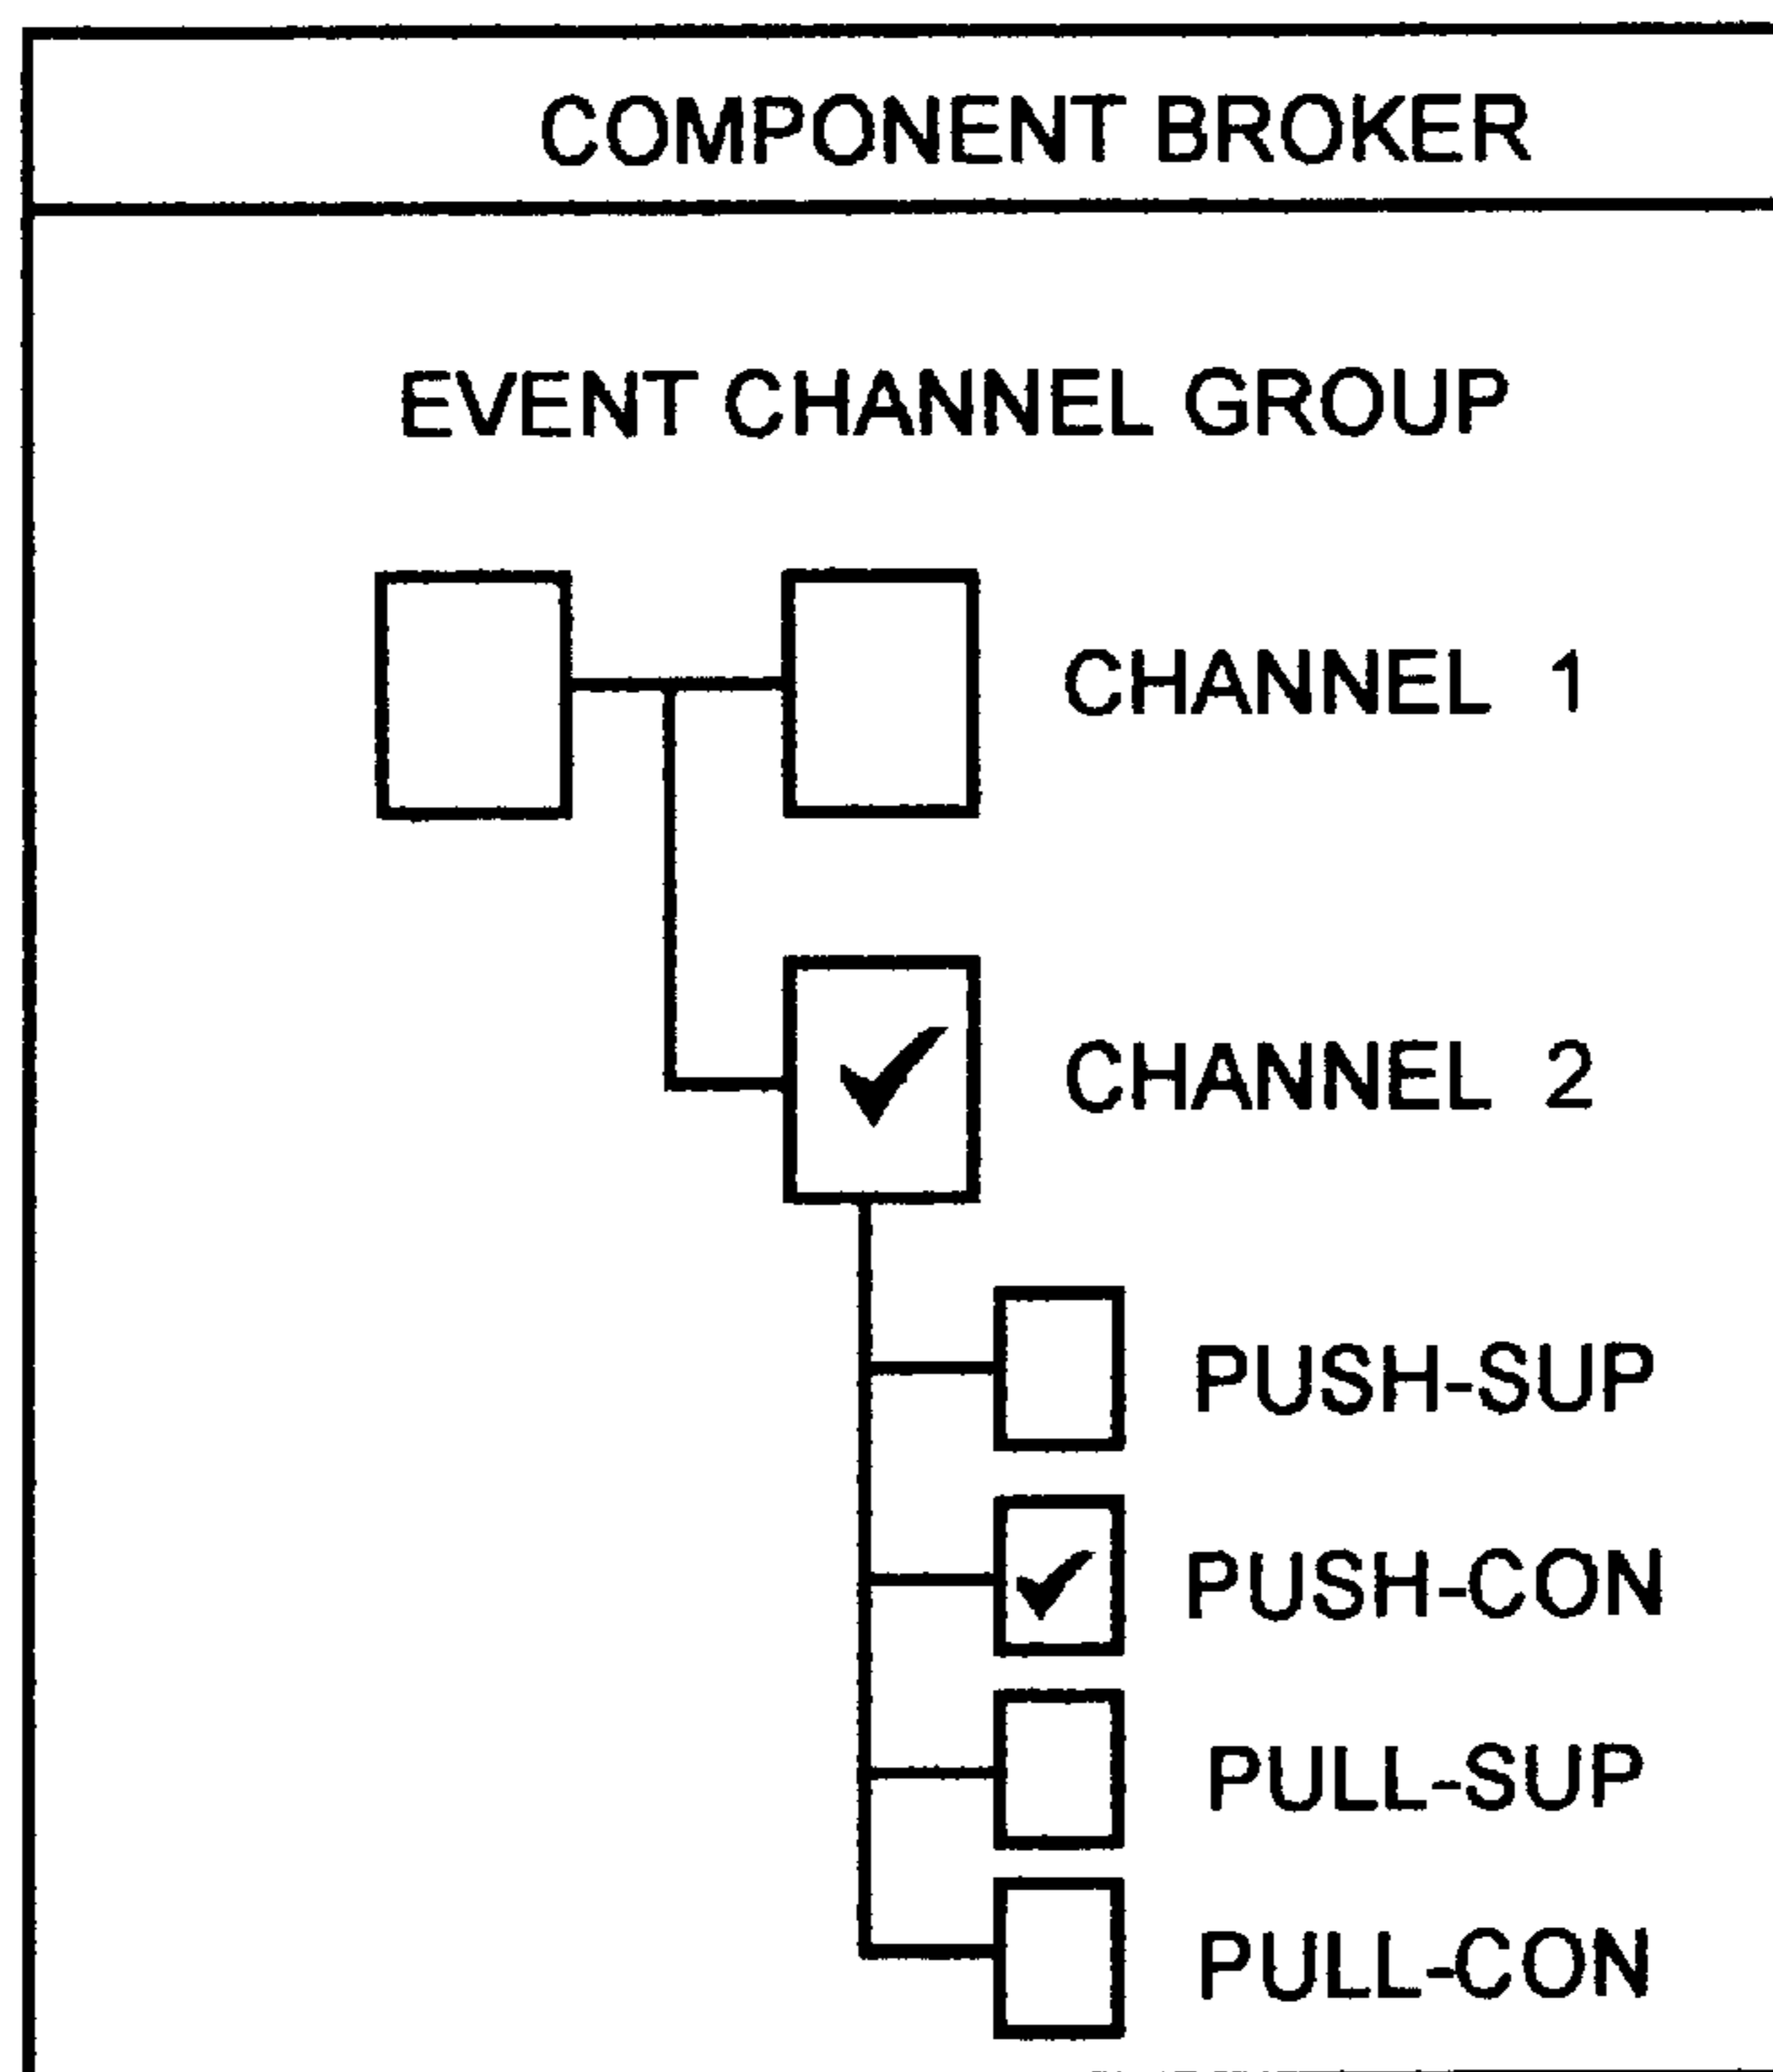 COMPONENT BROKER
EVENT CHANNEL GROUP
CHANNEL 1
CHANNEL 2
PUSH-SUP
PUSH-CON
PULL-SUP
PULL-CON